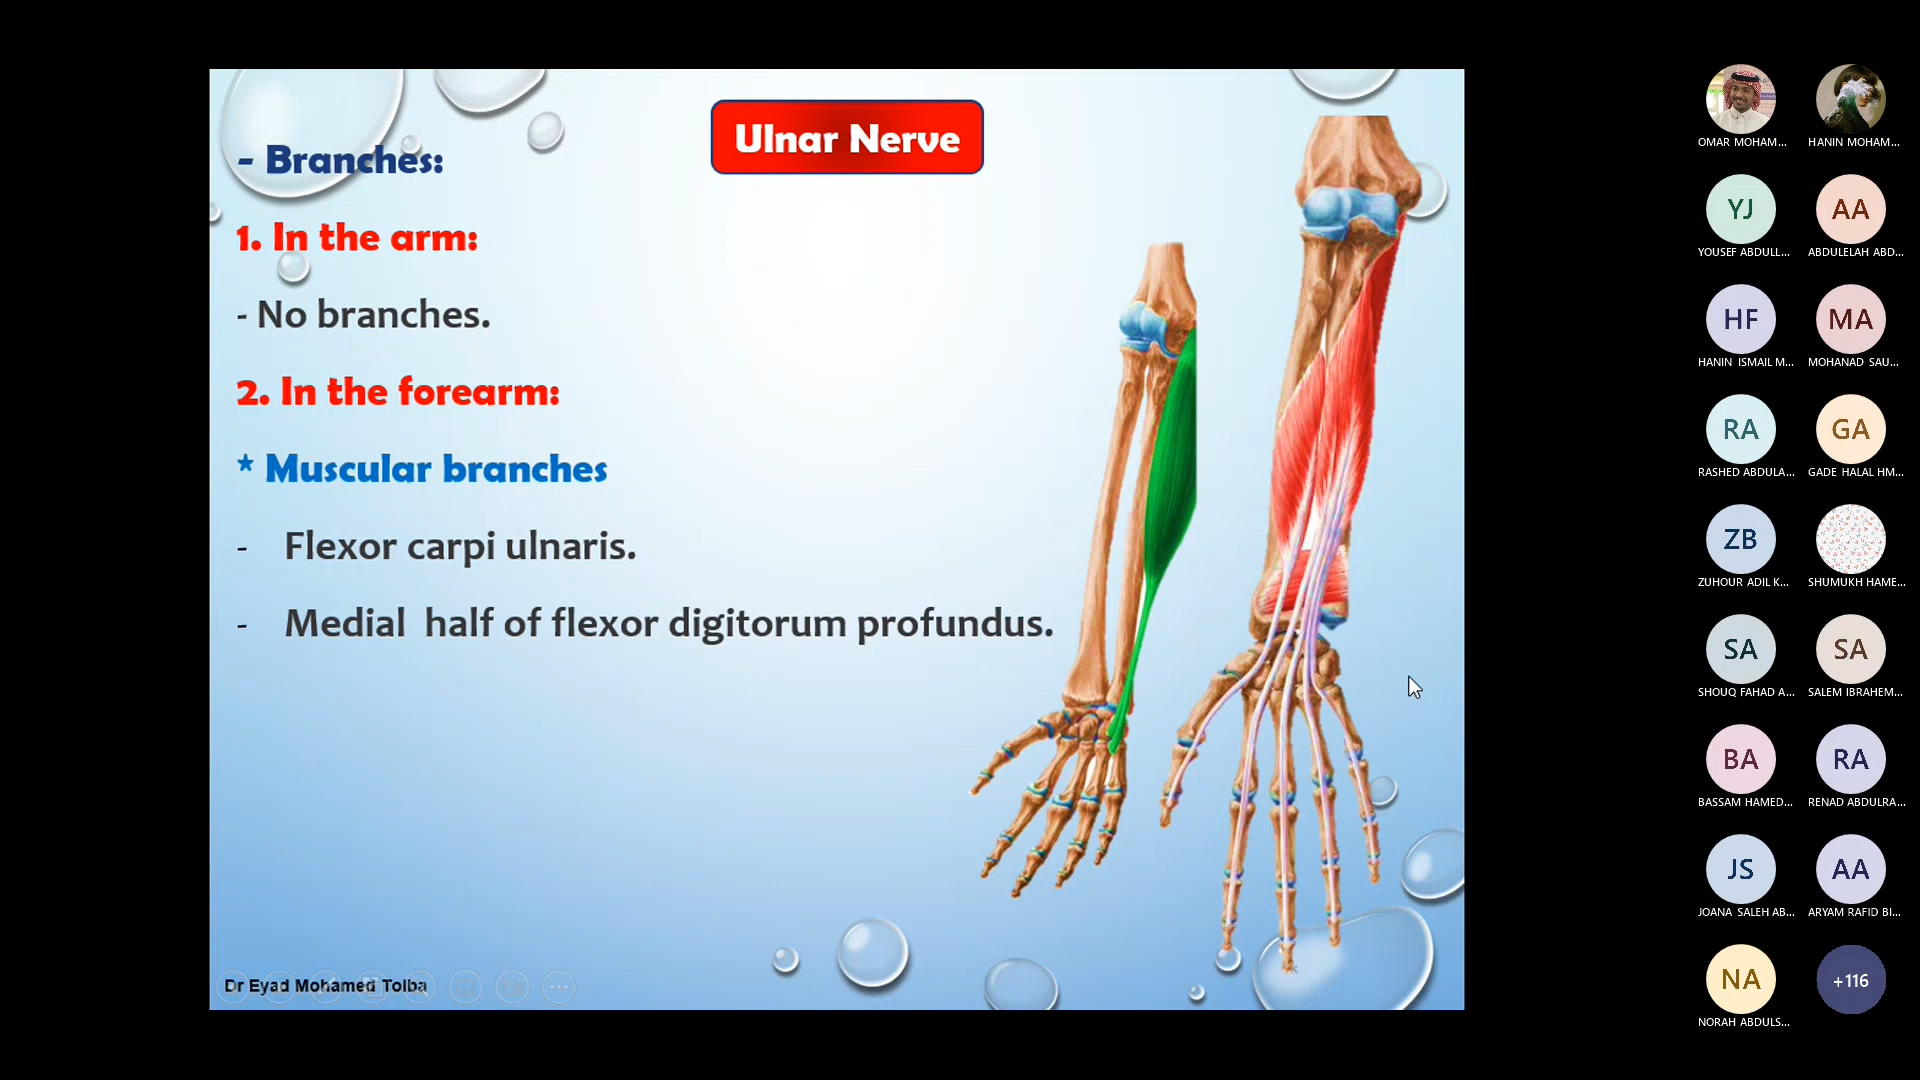 Ulnar Nerve
- Branches:
1. In the arm:
- No branches.
2. In the forearm:
* Muscular branches
- Flexor carpi ulnaris.
- Medial half of flexor digitorum profundus.
Dr Eyad Mohamed Tolba
OMAR MOHAM...
HANIN MOHAM...
YJ
YOUSEF ABDULL...
AA
ABDULELAH ABD...
HF
HANIN ISMAIL M...
MA
MOHANAD SAU...
RA
RASHED ABDULA...
GA
GADE HALAL HM...
ZB
ZUHOUR ADIL K...
SHUMUKH HAME...
SA
SHOUQ FAHAD A...
SA
SALEM IBRAHEM...
BA
BASSAM HAMED...
RA
RENAD ABDULRA...
JS
JOANA SALEH AB...
AA
ARYAM RAFID BI...
NA
NORAH ABDULS...
+116